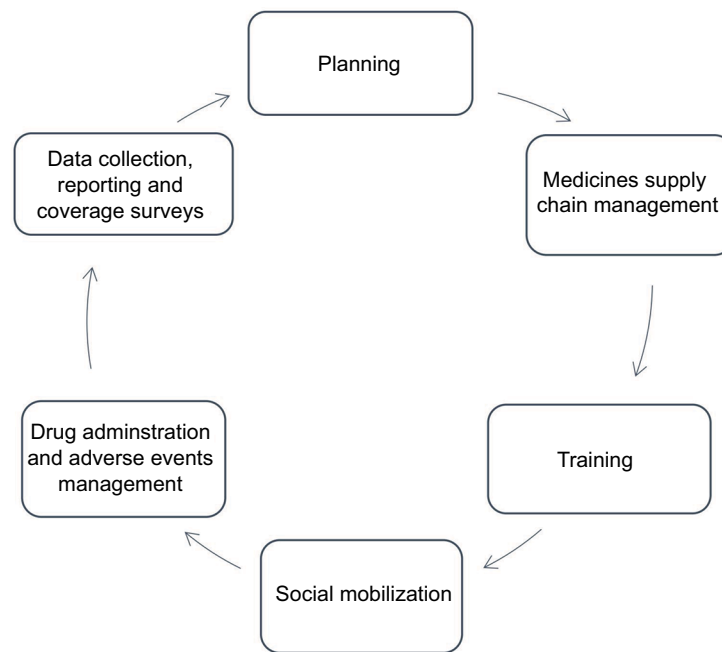 Planning
Medicines supply
chain management
Training
Social mobilization
Drug adminstration
and adverse events
management
Data collection,
reporting and
coverage surveys